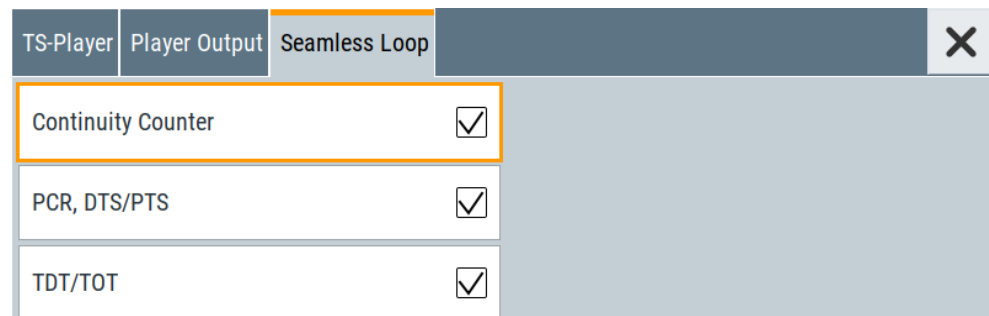 TS-Player Player Output Seamless Loop
Continuity Counter
PCR, DTS/PTS
TDT/TOT